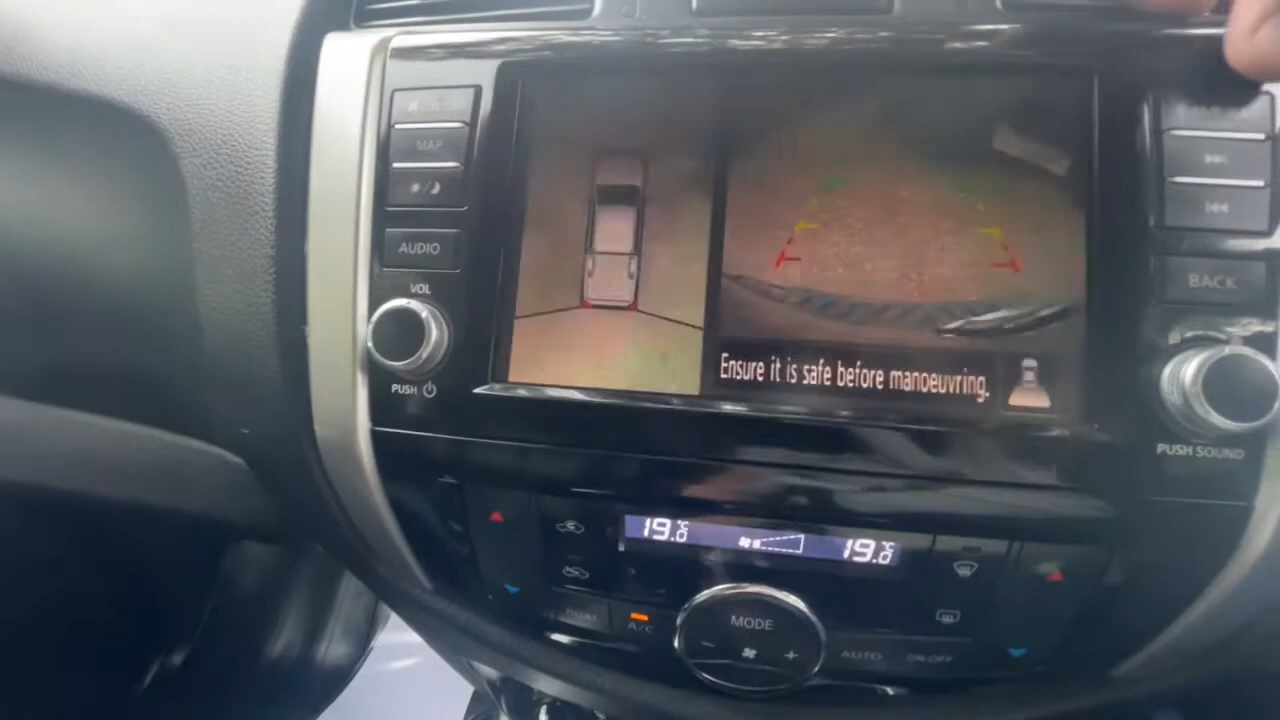 MAP
AUDIO
VOL
PUSH
BACK
PUSH SOUND
Ensure it is safe before manoeuvring.
19.0°C
19.0°C
DUAL
A/C
MODE
- +
AUTO
ON·OFF